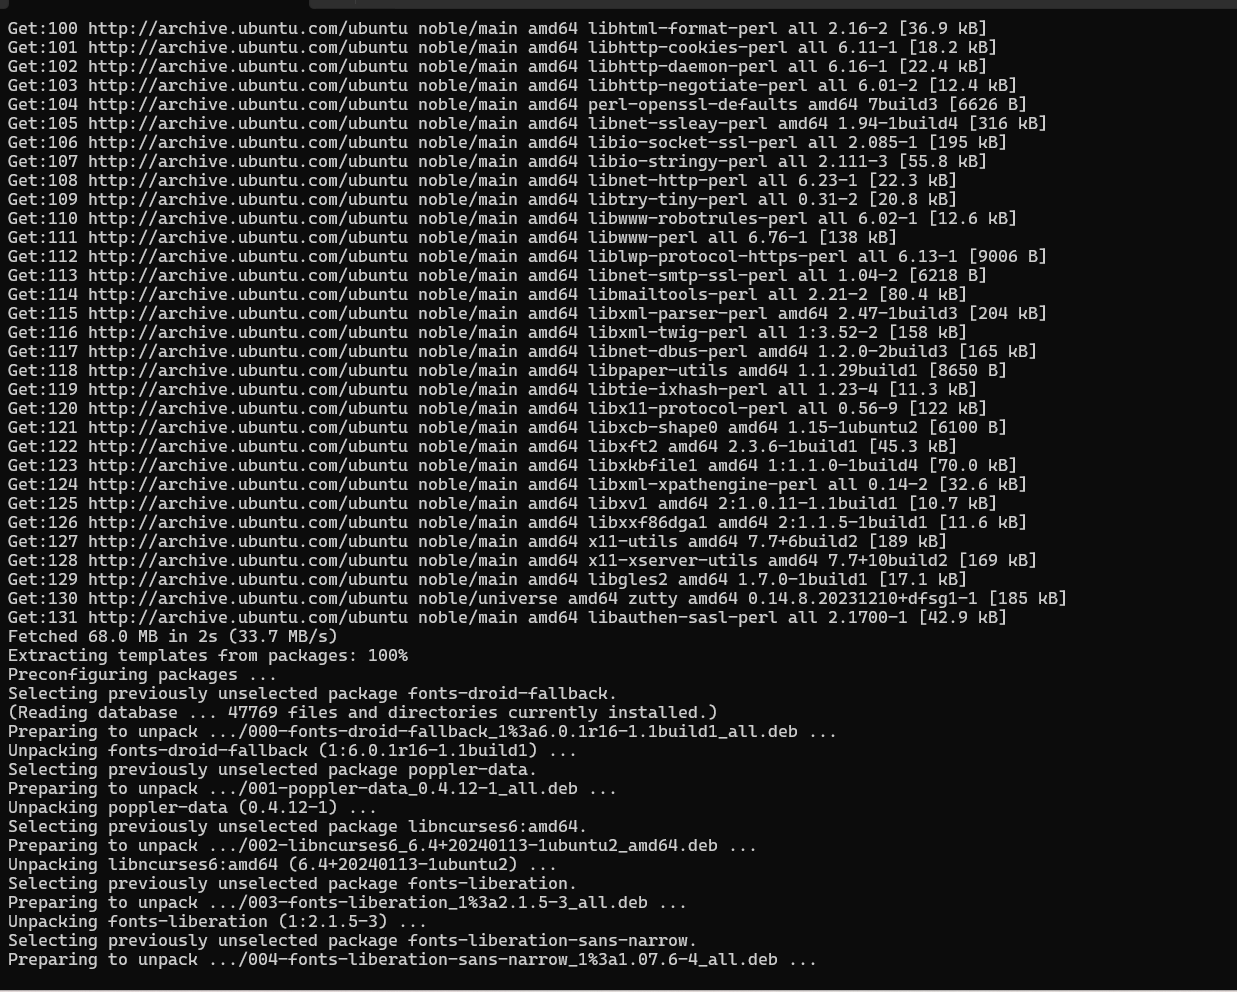 Get:100 http://archive.ubuntu.com/ubuntu noble/main amd64 libhtml-format-perl all 2.16-2 [36.9 kB]
Get:101 http://archive.ubuntu.com/ubuntu noble/main amd64 libhttp-cookies-perl all 6.11-1 [18.2 kB]
Get:102 http://archive.ubuntu.com/ubuntu noble/main amd64 libhttp-daemon-perl all 6.16-1 [22.4 kB]
Get:103 http://archive.ubuntu.com/ubuntu noble/main amd64 libhttp-negotiate-perl all 6.01-2 [12.4 kB]
Get:104 http://archive.ubuntu.com/ubuntu noble/main amd64 perl-openssl-defaults amd64 7build3 [6626 B]
Get:105 http://archive.ubuntu.com/ubuntu noble/main amd64 libnet-ssleay-perl amd64 1.94-1build4 [316 kB]
Get:106 http://archive.ubuntu.com/ubuntu noble/main amd64 libio-socket-ssl-perl all 2.085-1 [195 kB]
Get:107 http://archive.ubuntu.com/ubuntu noble/main amd64 libio-stringy-perl all 2.111-3 [55.8 kB]
Get:108 http://archive.ubuntu.com/ubuntu noble/main amd64 libnet-http-perl all 6.23-1 [22.3 kB]
Get:109 http://archive.ubuntu.com/ubuntu noble/main amd64 libtry-tiny-perl all 0.31-2 [20.8 kB]
Get:110 http://archive.ubuntu.com/ubuntu noble/main amd64 libwww-robotrules-perl all 6.02-1 [12.6 kB]
Get:111 http://archive.ubuntu.com/ubuntu noble/main amd64 libwww-perl all 6.76-1 [138 kB]
Get:112 http://archive.ubuntu.com/ubuntu noble/main amd64 liblwp-protocol-https-perl all 6.13-1 [9006 B]
Get:113 http://archive.ubuntu.com/ubuntu noble/main amd64 libnet-smtp-ssl-perl all 1.04-2 [6218 B]
Get:114 http://archive.ubuntu.com/ubuntu noble/main amd64 libmailtools-perl all 2.21-2 [80.4 kB]
Get:115 http://archive.ubuntu.com/ubuntu noble/main amd64 libxml-parser-perl amd64 2.47-1build3 [204 kB]
Get:116 http://archive.ubuntu.com/ubuntu noble/main amd64 libxml-twig-perl all 1:3.52-2 [158 kB]
Get:117 http://archive.ubuntu.com/ubuntu noble/main amd64 libnet-dbus-perl amd64 1.2.0-2build3 [165 kB]
Get:118 http://archive.ubuntu.com/ubuntu noble/main amd64 libpaper-utils amd64 1.1.29build1 [8650 B]
Get:119 http://archive.ubuntu.com/ubuntu noble/main amd64 libtie-ixhash-perl all 1.23-4 [11.3 kB]
Get:120 http://archive.ubuntu.com/ubuntu noble/main amd64 libx11-protocol-perl all 0.56-9 [122 kB]
Get:121 http://archive.ubuntu.com/ubuntu noble/main amd64 libxcb-shape0 amd64 1.15-1ubuntu2 [6100 B]
Get:122 http://archive.ubuntu.com/ubuntu noble/main amd64 libxft2 amd64 2.3.6-1build1 [45.3 kB]
Get:123 http://archive.ubuntu.com/ubuntu noble/main amd64 libxkbfile1 amd64 1:1.1.0-1build4 [70.0 kB]
Get:124 http://archive.ubuntu.com/ubuntu noble/main amd64 libxml-xpathengine-perl all 0.14-2 [32.6 kB]
Get:125 http://archive.ubuntu.com/ubuntu noble/main amd64 libxv1 amd64 2:1.0.11-1.1build1 [10.7 kB]
Get:126 http://archive.ubuntu.com/ubuntu noble/main amd64 libxxf86dga1 amd64 2:1.1.5-1build1 [11.6 kB]
Get:127 http://archive.ubuntu.com/ubuntu noble/main amd64 x11-utils amd64 7.7+6build2 [189 kB]
Get:128 http://archive.ubuntu.com/ubuntu noble/main amd64 x11-xserver-utils amd64 7.7+10build2 [169 kB]
Get:129 http://archive.ubuntu.com/ubuntu noble/main amd64 libgles2 amd64 1.7.0-1build1 [17.1 kB]
Get:130 http://archive.ubuntu.com/ubuntu noble/universe amd64 zutty amd64 0.14.8.20231210+dfsg1-1 [185 kB]
Get:131 http://archive.ubuntu.com/ubuntu noble/main amd64 libauthen-sasl-perl all 2.1700-1 [42.9 kB]
Fetched 68.0 MB in 2s (33.7 MB/s)
Extracting templates from packages: 100%
Preconfiguring packages ...
Selecting previously unselected package fonts-droid-fallback.
(Reading database ... 47769 files and directories currently installed.)
Preparing to unpack .../000-fonts-droid-fallback_1%3a6.0.1r16-1.1build1_all.deb ...
Unpacking fonts-droid-fallback (1:6.0.1r16-1.1build1) ...
Selecting previously unselected package poppler-data.
Preparing to unpack .../001-poppler-data_0.4.12-1_all.deb ...
Unpacking poppler-data (0.4.12-1) ...
Selecting previously unselected package libncurses6:amd64.
Preparing to unpack .../002-libncurses6_6.4+20240113-1ubuntu2_amd64.deb ...
Unpacking libncurses6:amd64 (6.4+20240113-1ubuntu2) ...
Selecting previously unselected package fonts-liberation.
Preparing to unpack .../003-fonts-liberation_1%3a2.1.5-3_all.deb ...
Unpacking fonts-liberation (1:2.1.5-3) ...
Selecting previously unselected package fonts-liberation-sans-narrow.
Preparing to unpack .../004-fonts-liberation-sans-narrow_1%3a1.07.6-4_all.deb ...